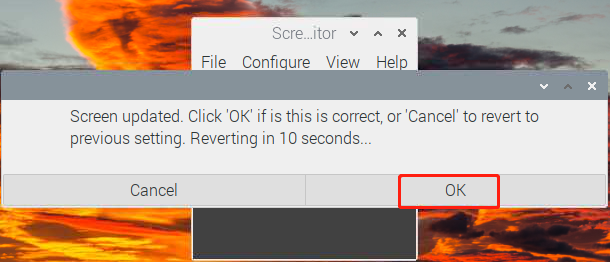 Scre...itor
File Configure View Help
Screen updated. Click 'OK' if is this is correct, or 'Cancel' to revert to
previous setting. Reverting in 10 seconds...
Cancel OK